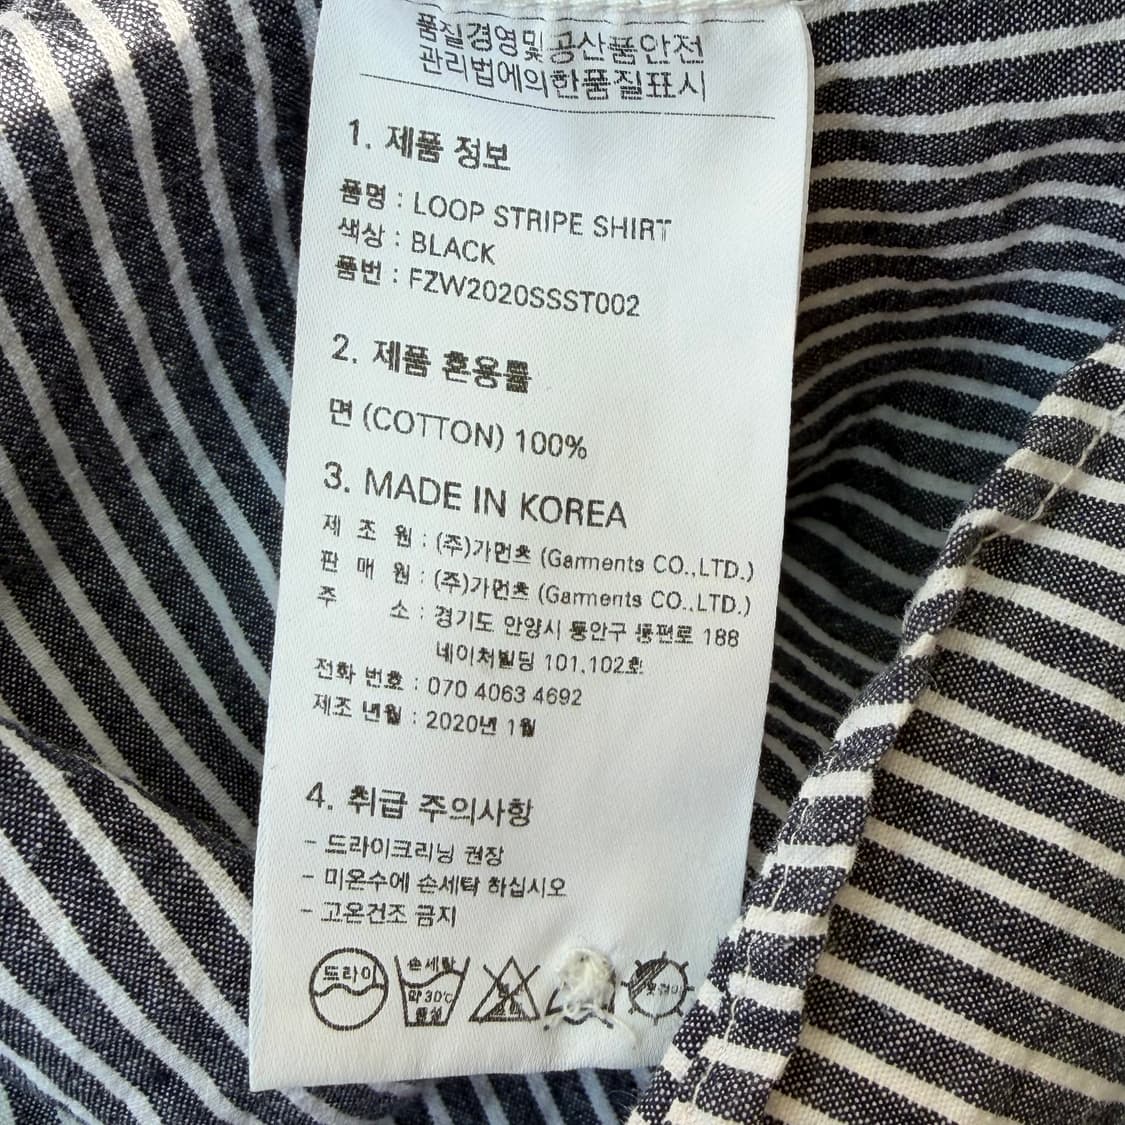 품질경영및공산품안전
관리법에의한품질표시
1. 제품 정보
품명 : LOOP STRIPE SHIRT
색상 : BLACK
품번 : FZW2020SSST002
2. 제품 혼용률
면 (COTTON) 100%
3. MADE IN KOREA
제 조 원 : (주)가먼츠 (Garments CO.,LTD.)
판 매 원 : (주)가먼츠 (Garments CO.,LTD.)
주 소 : 경기도 안양시 동안구 188
네이처빌딩 101,102호
전화 번호 : 070 4063 4692
제조 년월 : 2020년 1월
4. 취급 주의사항
- 드라이크리닝 권장
- 미온수에 손세탁 하십시오
- 고온건조 금지
드라이
손세탁
약30℃
중성